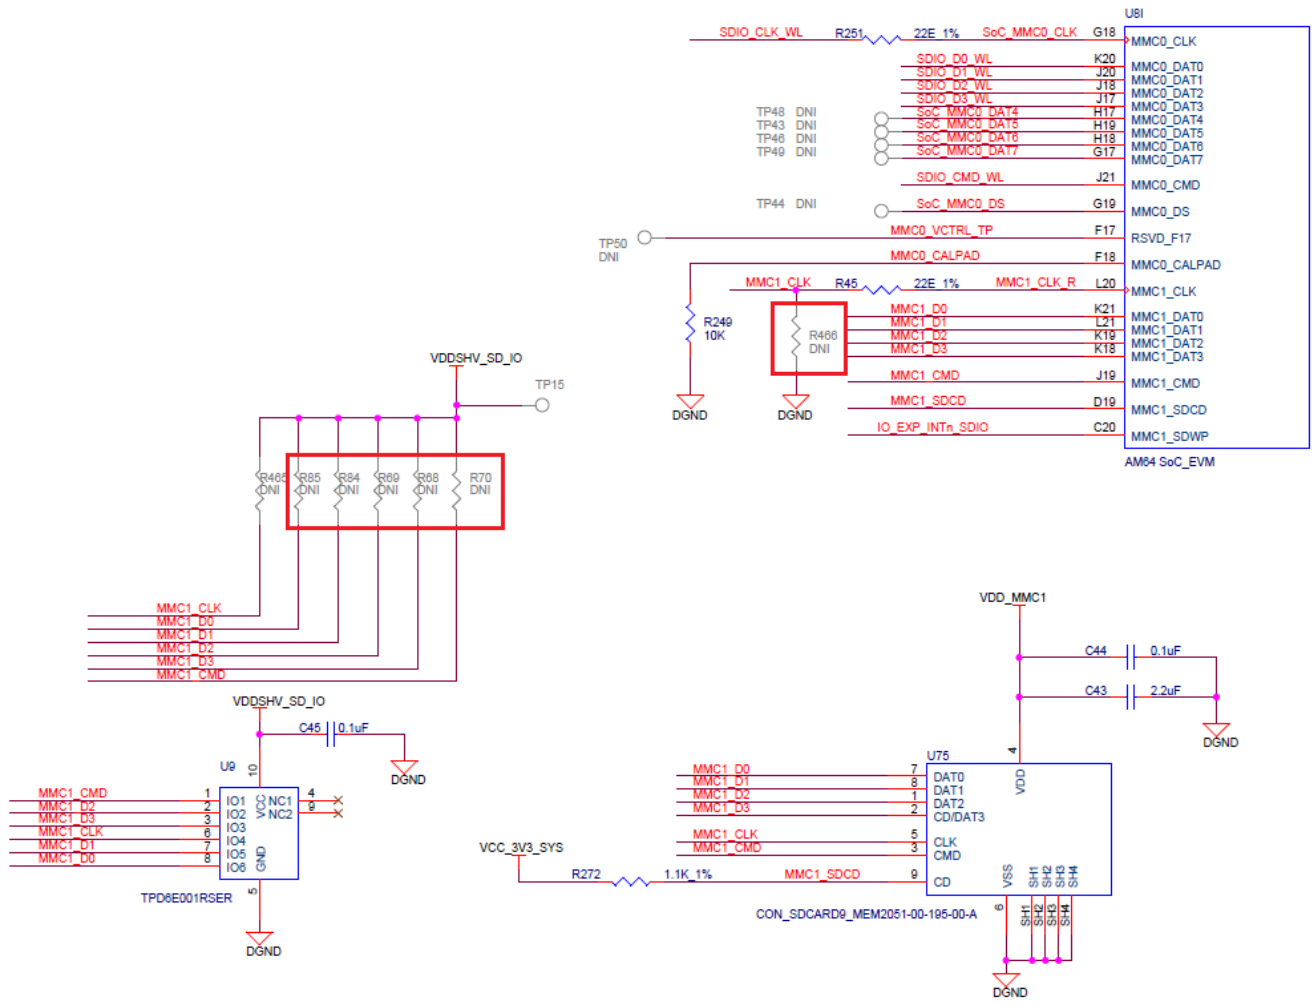 U8I
SDIO_CLK_WL R251 22E_1% SoC_MMC0_CLK G18 MMC0_CLK
SDIO_D0_WL K20 MMC0_DAT0
SDIO_D1_WL J20 MMC0_DAT1
SDIO_D2_WL J18 MMC0_DAT2
SDIO_D3_WL J17 MMC0_DAT3
TP48 DNI SoC_MMC0_DAT4 H17 MMC0_DAT4
TP43 DNI SoC_MMC0_DAT5 H19 MMC0_DAT5
TP46 DNI SoC_MMC0_DAT6 H18 MMC0_DAT6
TP49 DNI SoC_MMC0_DAT7 G17 MMC0_DAT7
SDIO_CMD_WL J21 MMC0_CMD
TP44 DNI SoC_MMC0_DS G19 MMC0_DS
TP50 MMC0_VCTRL_TP F17 RSVD_F17
DNI
MMC0_CALPAD F18 MMC0_CALPAD
MMC1_CLK R45 22E_1% MMC1_CLK_R L20 MMC1_CLK
R249
10K
R466
DNI
MMC1_D0 K21 MMC1_DAT0
MMC1_D1 L21 MMC1_DAT1
MMC1_D2 K19 MMC1_DAT2
MMC1_D3 K18 MMC1_DAT3
MMC1_CMD J19 MMC1_CMD
DGND DGND
MMC1_SDCD D19 MMC1_SDCD
IO_EXP_INTn_SDIO C20 MMC1_SDWP
AM64 SoC_EVM
VDDSHV_SD_IO
TP15
R465 R85 R84 R69 R68 R70
DNI DNI DNI DNI DNI DNI
MMC1_CLK
MMC1_D0
MMC1_D1
MMC1_D2
MMC1_D3
MMC1_CMD
VDDSHV_SD_IO
C45 0.1uF
DGND
U9
10
MMC1_CMD 1 IO1 VCC NC1 4
MMC1_D2 2 IO2 NC2 9
MMC1_D3 3 IO3
MMC1_CLK 6 IO4
MMC1_D1 7 IO5 GND
MMC1_D0 8 IO6
5
TPD6E001RSER
DGND
VDD_MMC1
C44 0.1uF
C43 2.2uF
DGND
U75
4
VDD
MMC1_D0 7 DAT0
MMC1_D1 8 DAT1
MMC1_D2 1 DAT2
MMC1_D3 2 CD/DAT3
MMC1_CLK 5 CLK
MMC1_CMD 3 CMD
VCC_3V3_SYS
R272 1.1K_1% MMC1_SDCD 9 CD
VSS SH1 SH2 SH3 SH4
6 SH1 SH2 SH3 SH4
CON_SDCARD9_MEM2051-00-195-00-A
DGND